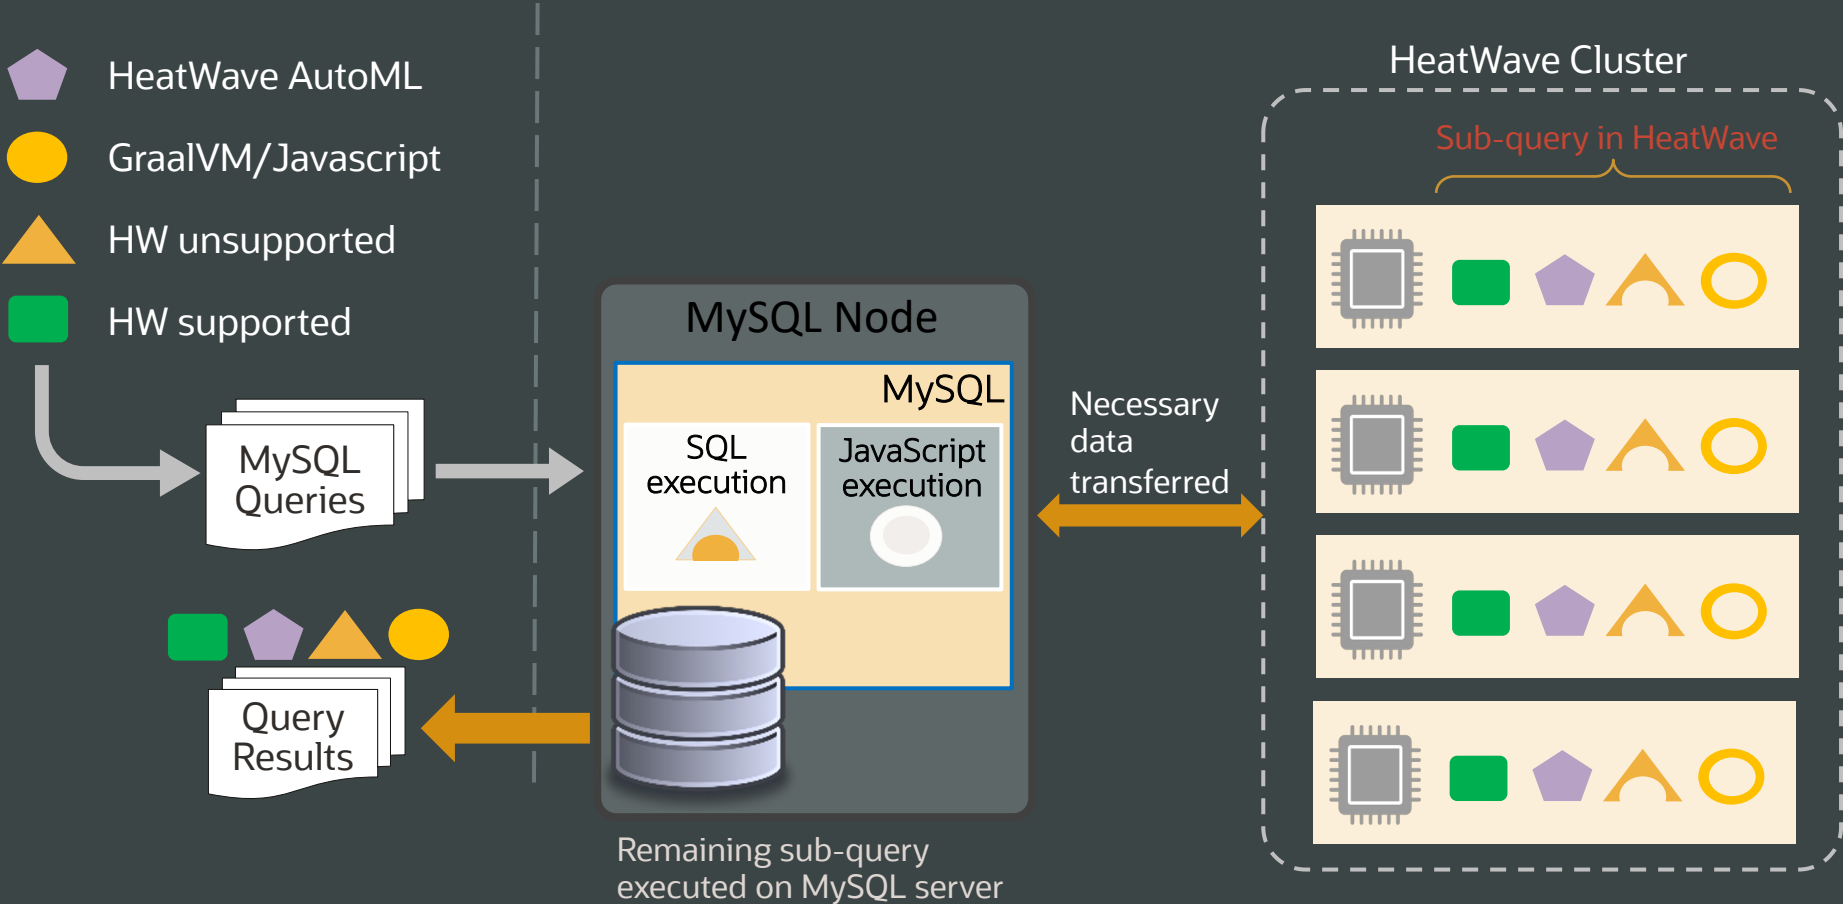 HeatWave AutoML
GraalVM/Javascript
HW unsupported
HW supported
MySQL
Queries
Query
Results
MySQL Node
MySQL
SQL
execution
JavaScript
execution
Remaining sub-query
executed on MySQL server
Necessary
data
transferred
HeatWave Cluster
Sub-query in HeatWave